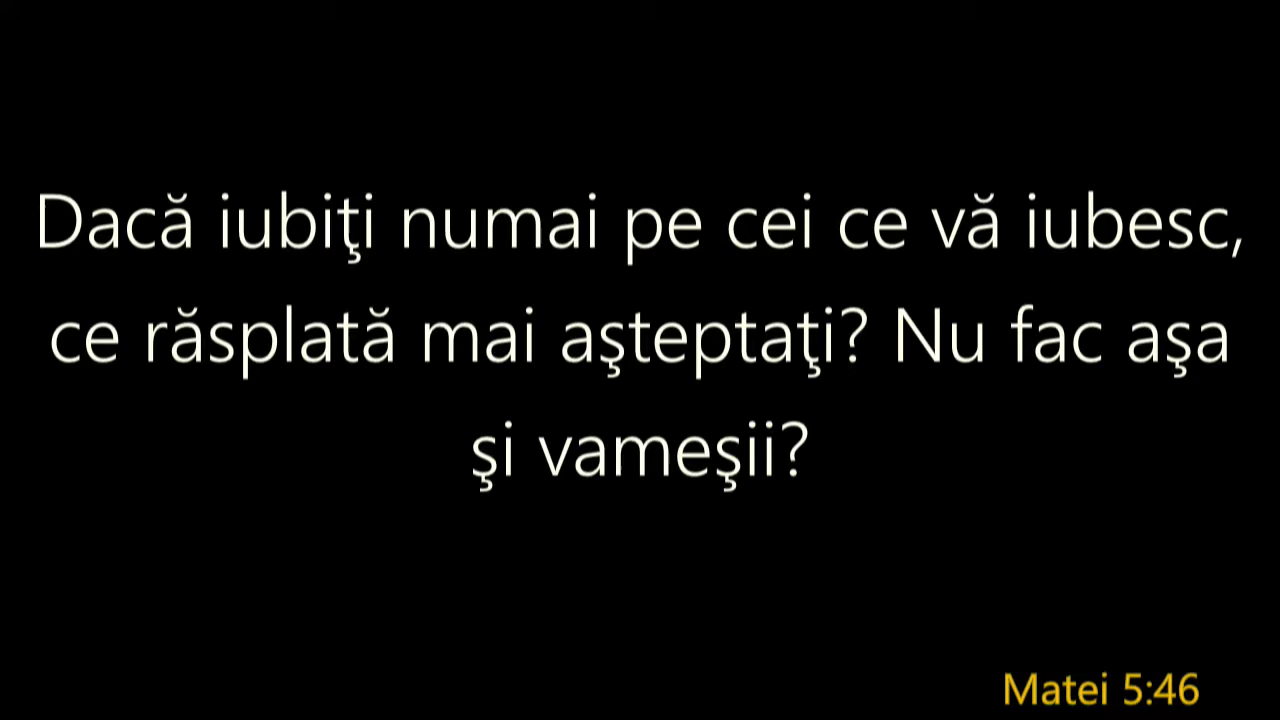 Dacă iubiţi numai pe cei ce vă iubesc,
ce răsplată mai aşteptaţi? Nu fac aşa
şi vameşii?
Matei 5:46